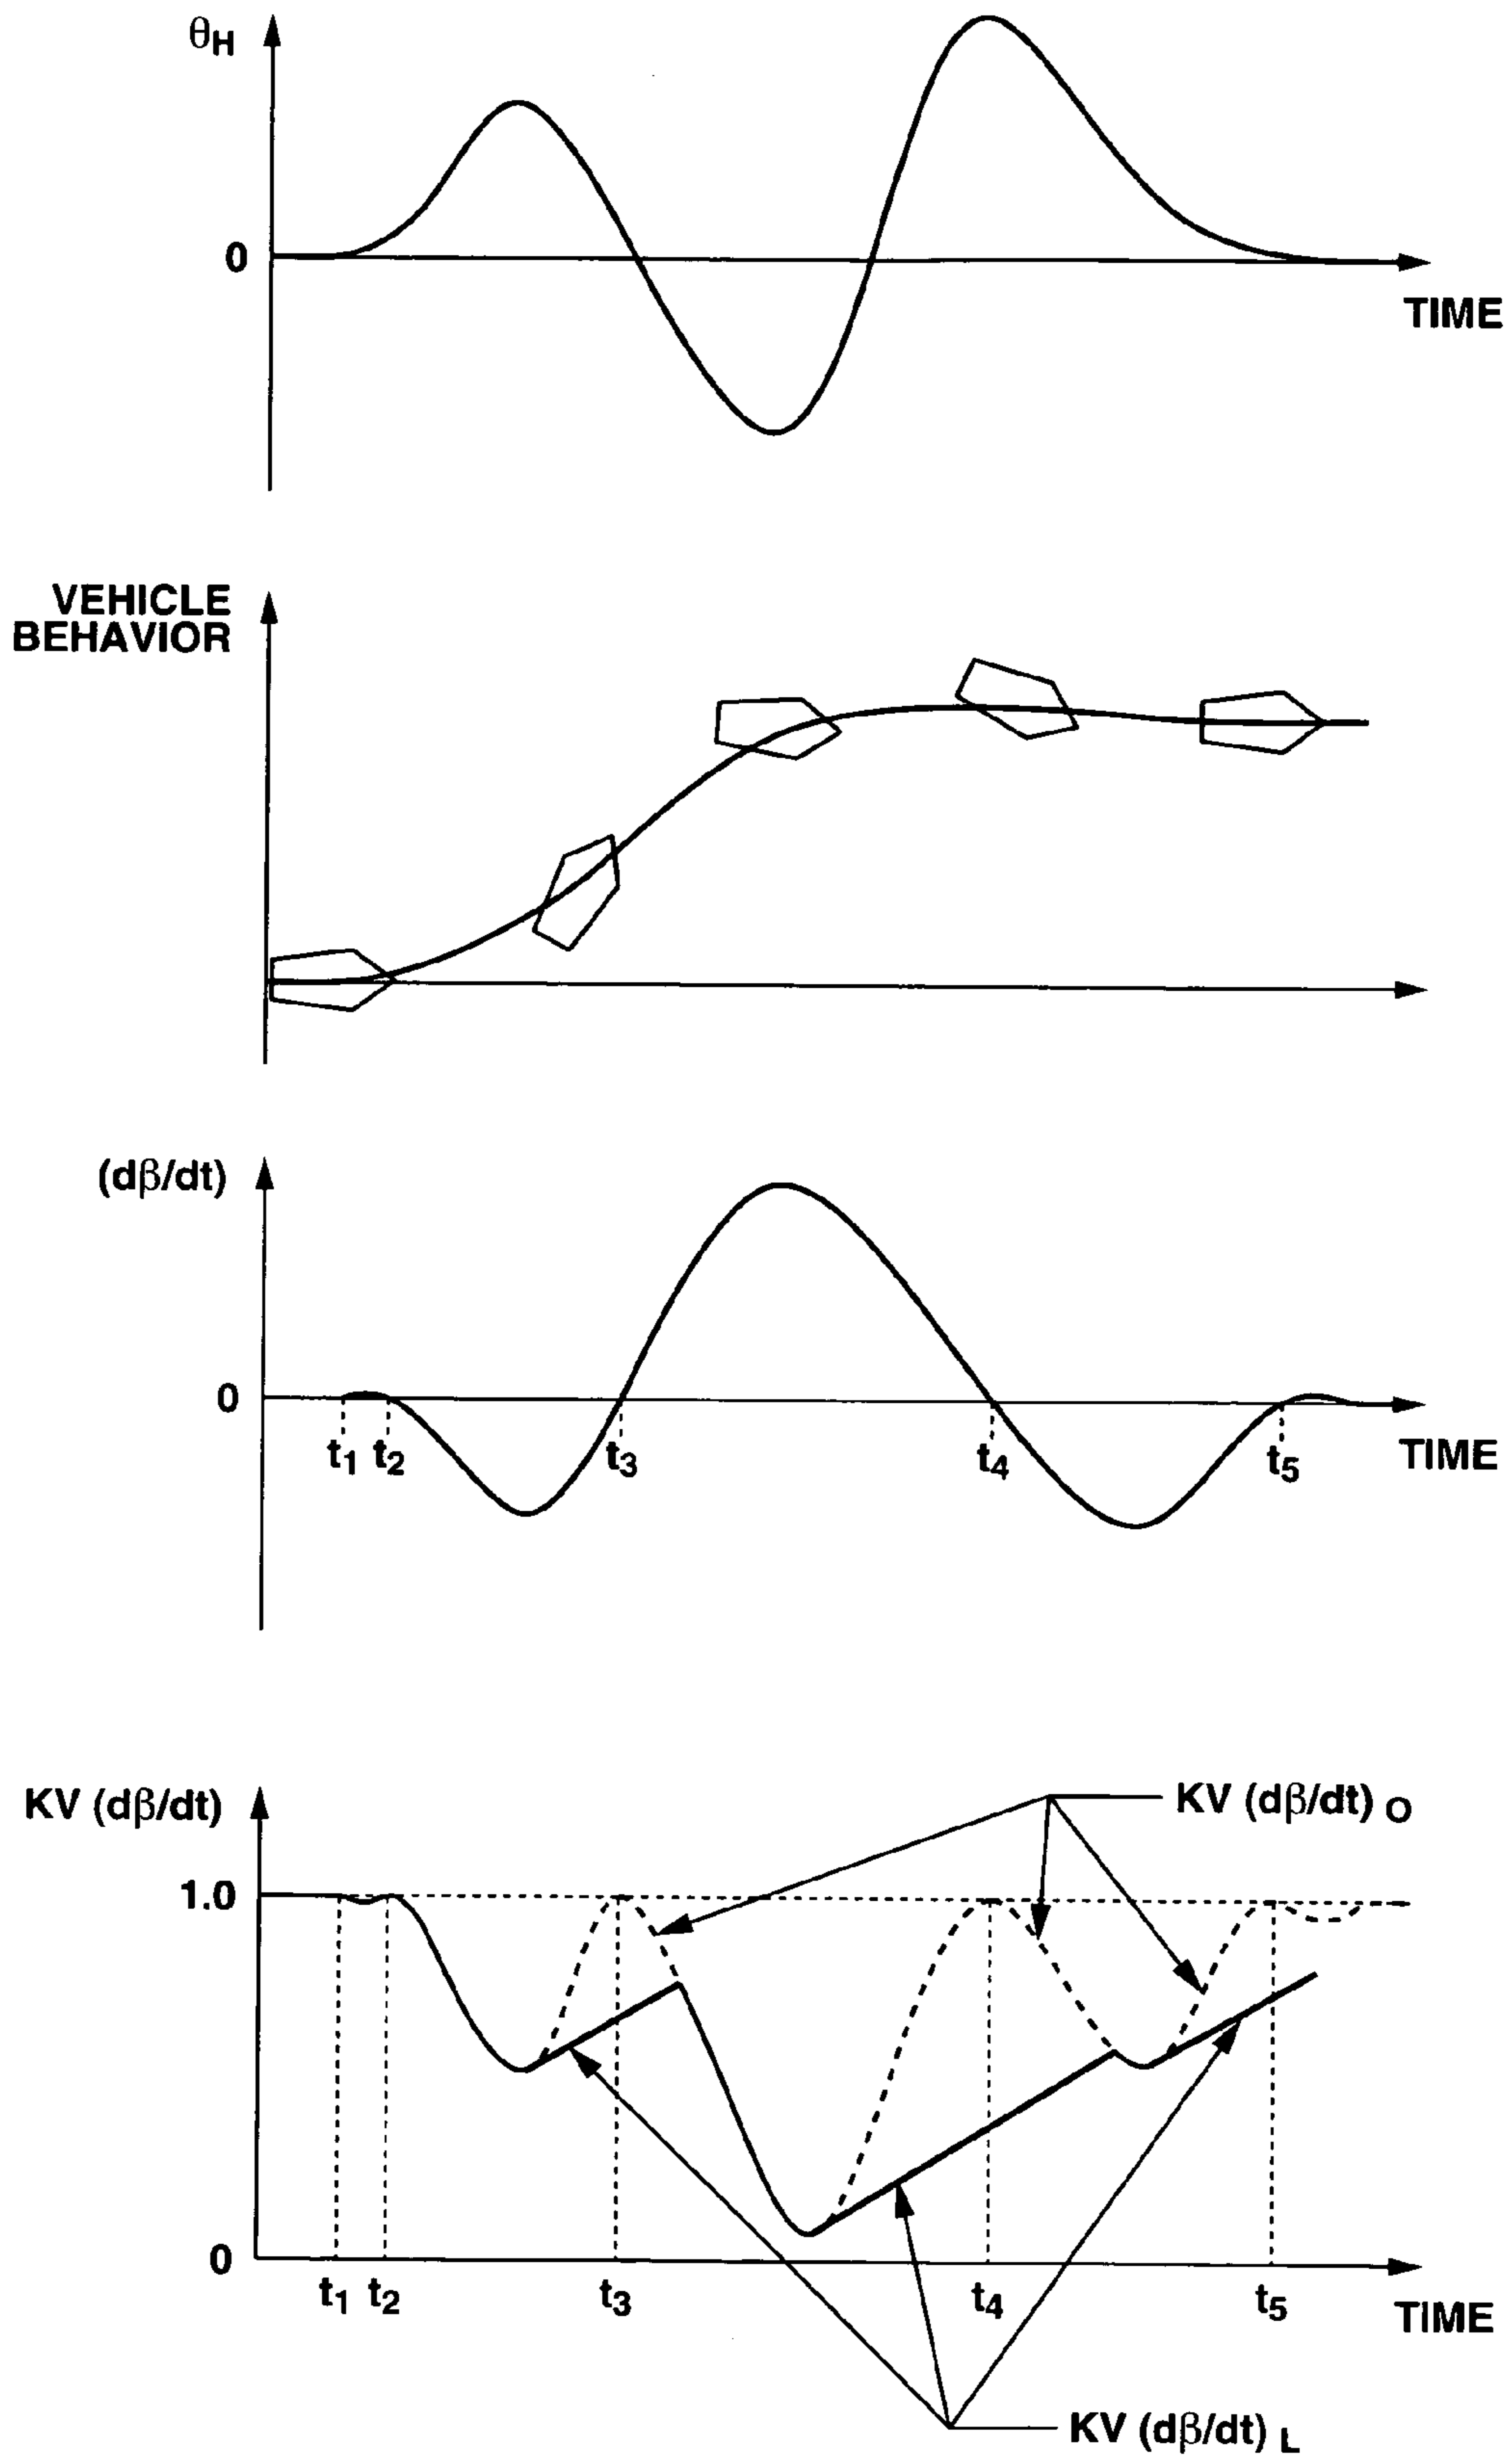 θH
0
TIME
VEHICLE
BEHAVIOR
(dβ/dt)
0
t1 t2 t3 t4 t5
TIME
KV (dβ/dt)
KV (dβ/dt) O
1.0
0
t1 t2 t3 t4 t5
TIME
KV (dβ/dt) L